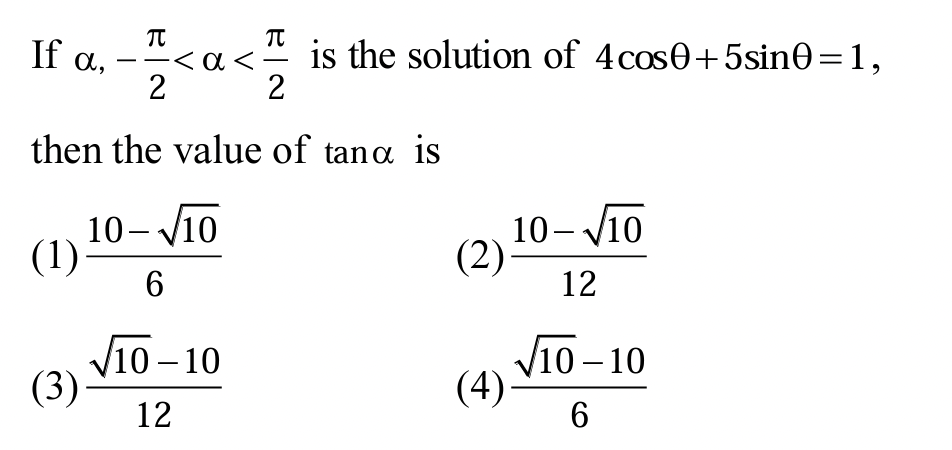 If α, −π/2 < α < π/2 is the solution of 4cosθ+5sinθ=1,
then the value of tanα is
(1) (10−√10)/6 (2) (10−√10)/12
(3) (√10−10)/12 (4) (√10−10)/6